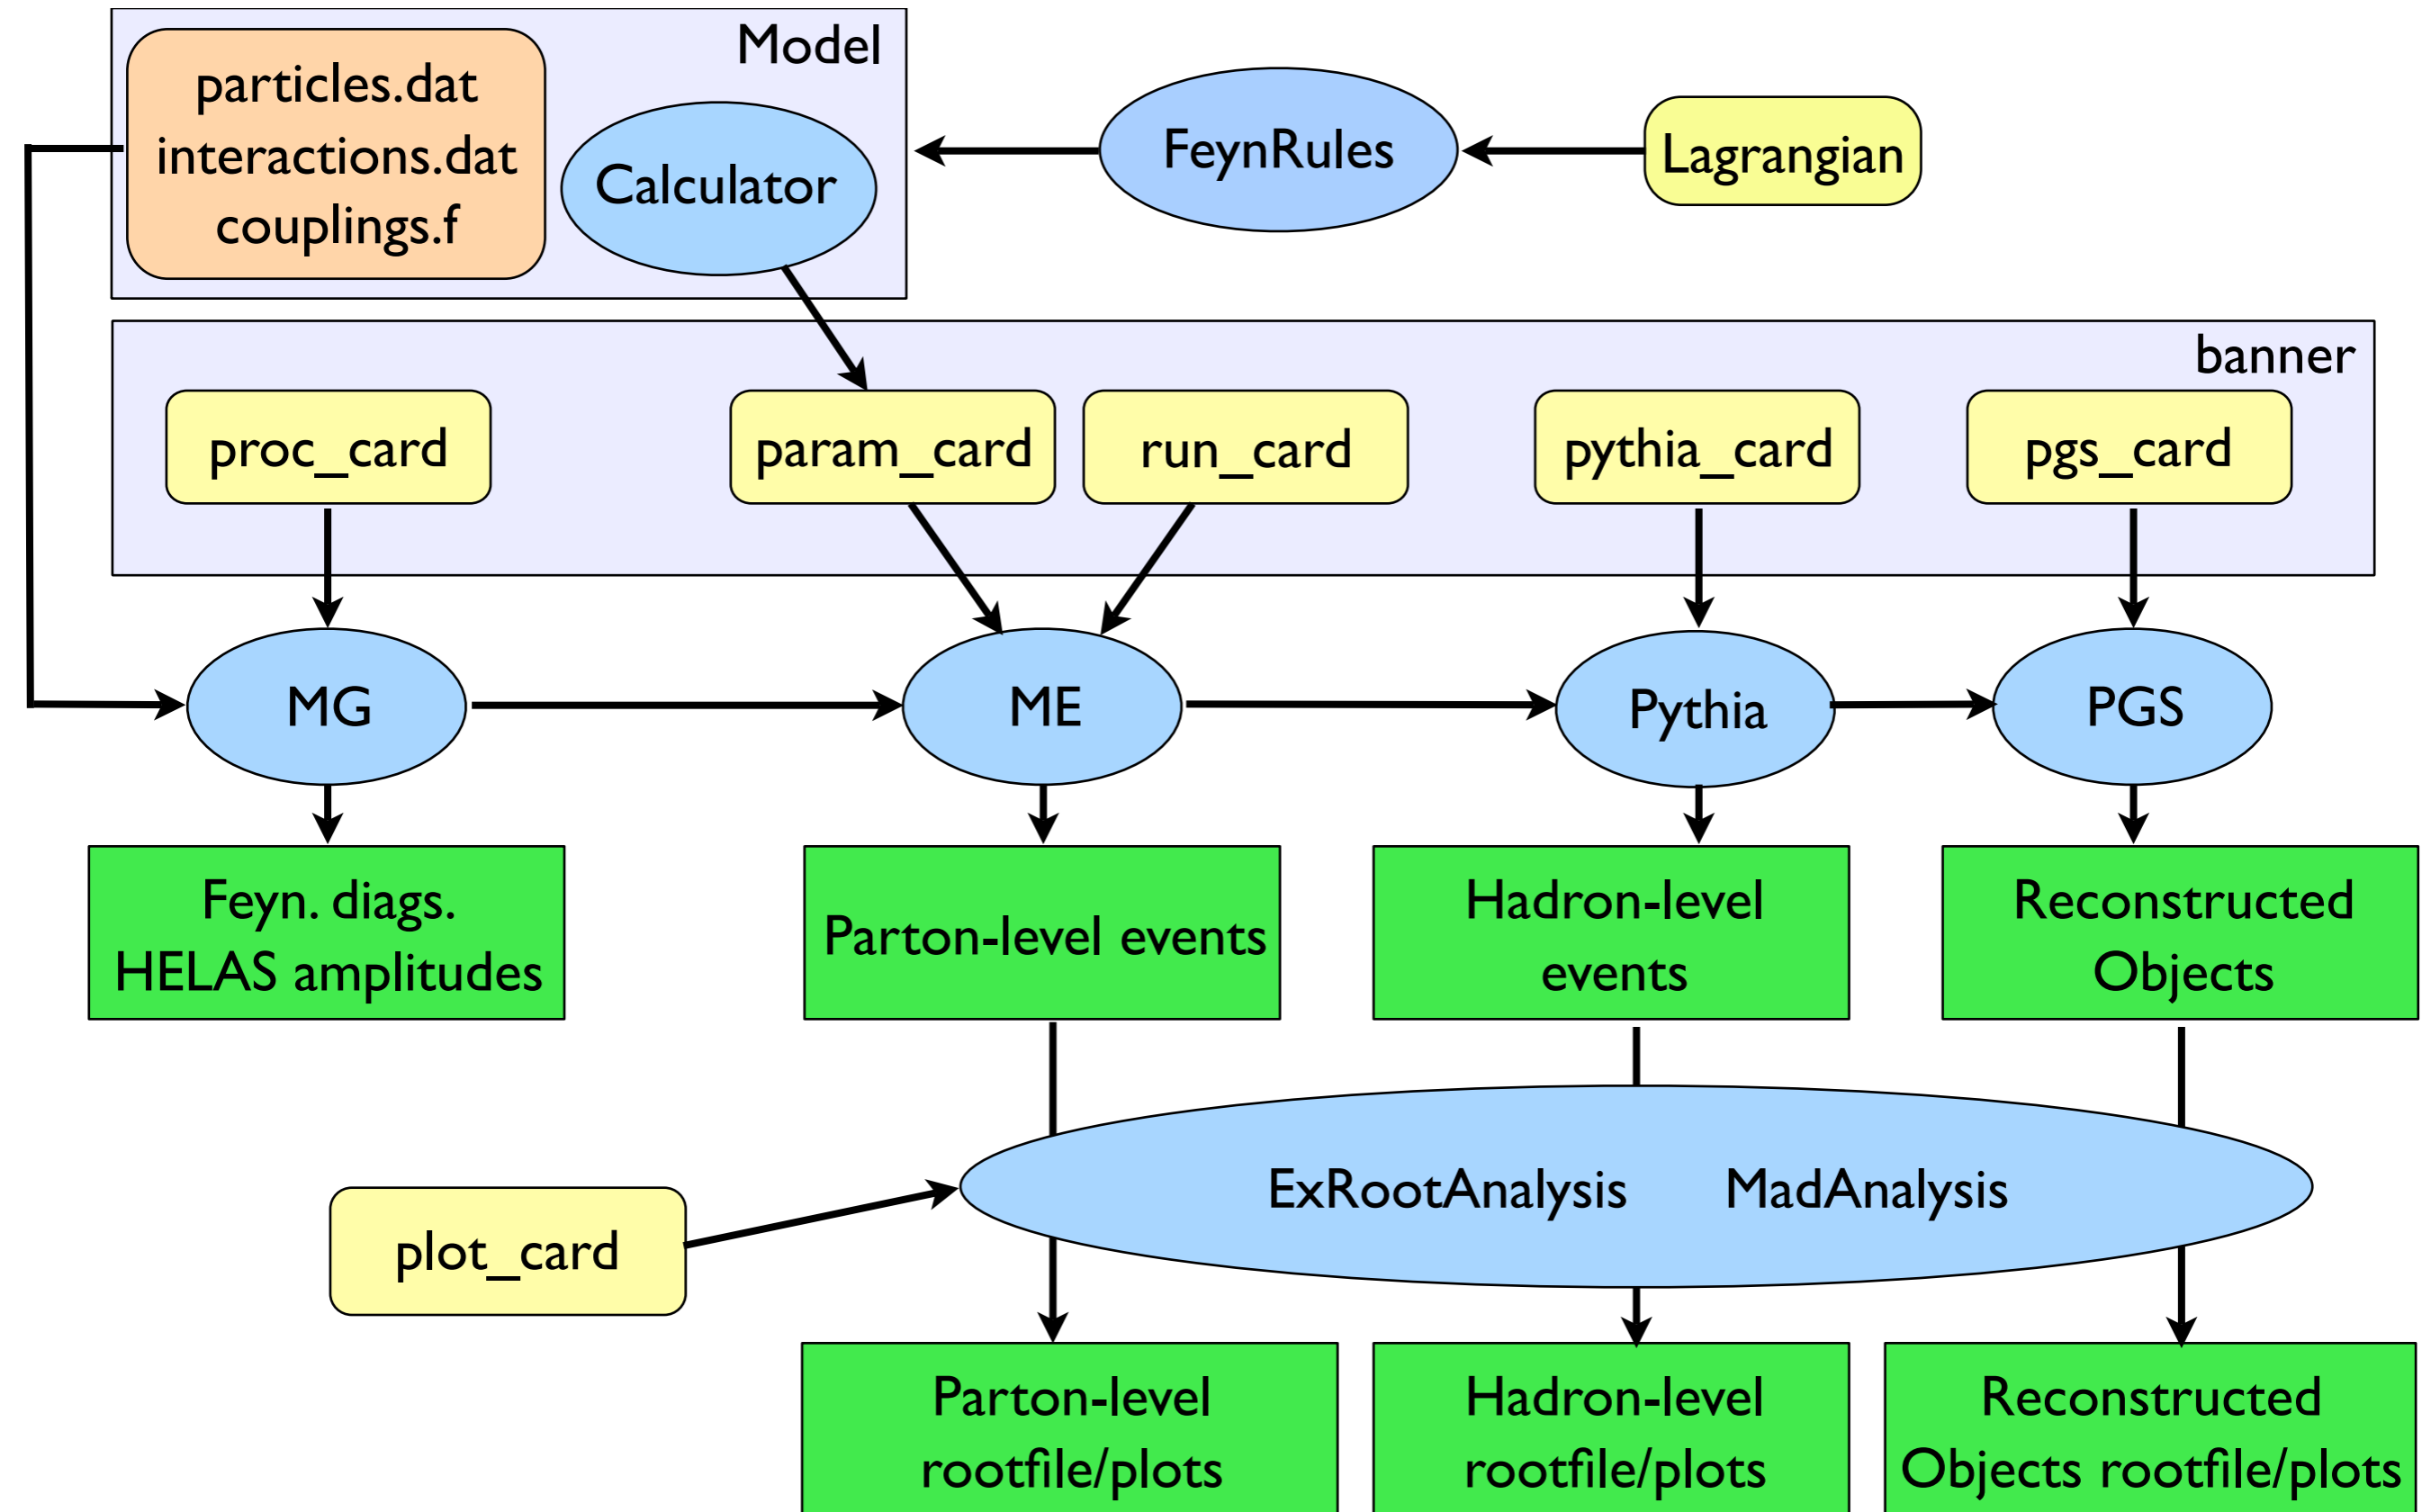 Model
particles.dat
interactions.dat
couplings.f
Calculator
FeynRules
Lagrangian
banner
proc_card
param_card
run_card
pythia_card
pgs_card
MG
ME
Pythia
PGS
Feyn. diags.
HELAS amplitudes
Parton-level events
Hadron-level
events
Reconstructed
Objects
ExRootAnalysis
MadAnalysis
plot_card
Parton-level
rootfile/plots
Hadron-level
rootfile/plots
Reconstructed
Objects rootfile/plots